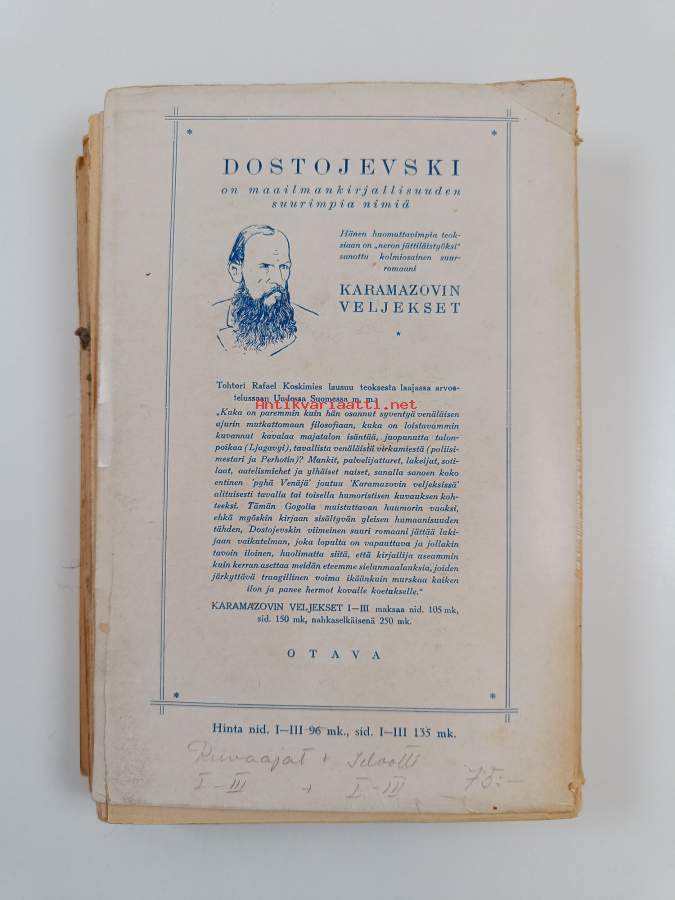 DOSTOJEVSKI
on maailmankirjallisuuden
suurimpia nimiä
Hänen huomattavimpia teok-
siaan on „neron jättiläistyöksi“
sanottu kolmiosainen suur-
romaani
KARAMAZOVIN
VELJEKSET
Tohtori Rafael Koskimies lausuu teoksesta laajassa arvos-
telussaan Uudessa Suomessa m. m.:
Antikvariaatti.net
„Kuka on paremmin kuin hän osannut syventyä venäläisen
ajurin mutkattomaan filosofiaan, kuka on loistavammin
kuvannut kavalaa majatalon isäntää, juopunutta talon-
poikaa (Ljagavyi), tavallista venäläistä virkamiestä (poliisi-
mestari ja Perhotin)? Munkit, palvelijattaret, lakeijat, soti-
laat, aatelismiehet ja ylhäiset naiset, sanalla sanoen koko
entinen 'pyhä Venäjä' joutuu 'Karamazovin veljeksissä'
alituisesti tavalla tai toisella humoristisen kuvauksen koh-
teeksi. Tämän Gogolia muistuttavan huumorin vuoksi,
ehkä myöskin kirjaan sisältyvän yleisen humaanisuuden
tähden, Dostojevskin viimeinen suuri romaani jättää luki-
jaan vaikutelman, joka lopulta on vapauttava ja jollakin
tavoin iloinen, huolimatta siitä, että kirjailija useammin
kuin kerran asettaa meidän eteemme sielunmaalauksia, joiden
järkyttävä traagillinen voima ikäänkuin murskaa kaiken
ilon ja panee hermot kovalle koetukselle.“
KARAMAZOVIN VELJEKSET I—III maksaa nid. 105 mk,
sid. 150 mk, nahkaselkäisenä 250 mk.
OTAVA
Hinta nid. I—III 96 mk., sid. I—III 135 mk.
I-III + I-III 75:-